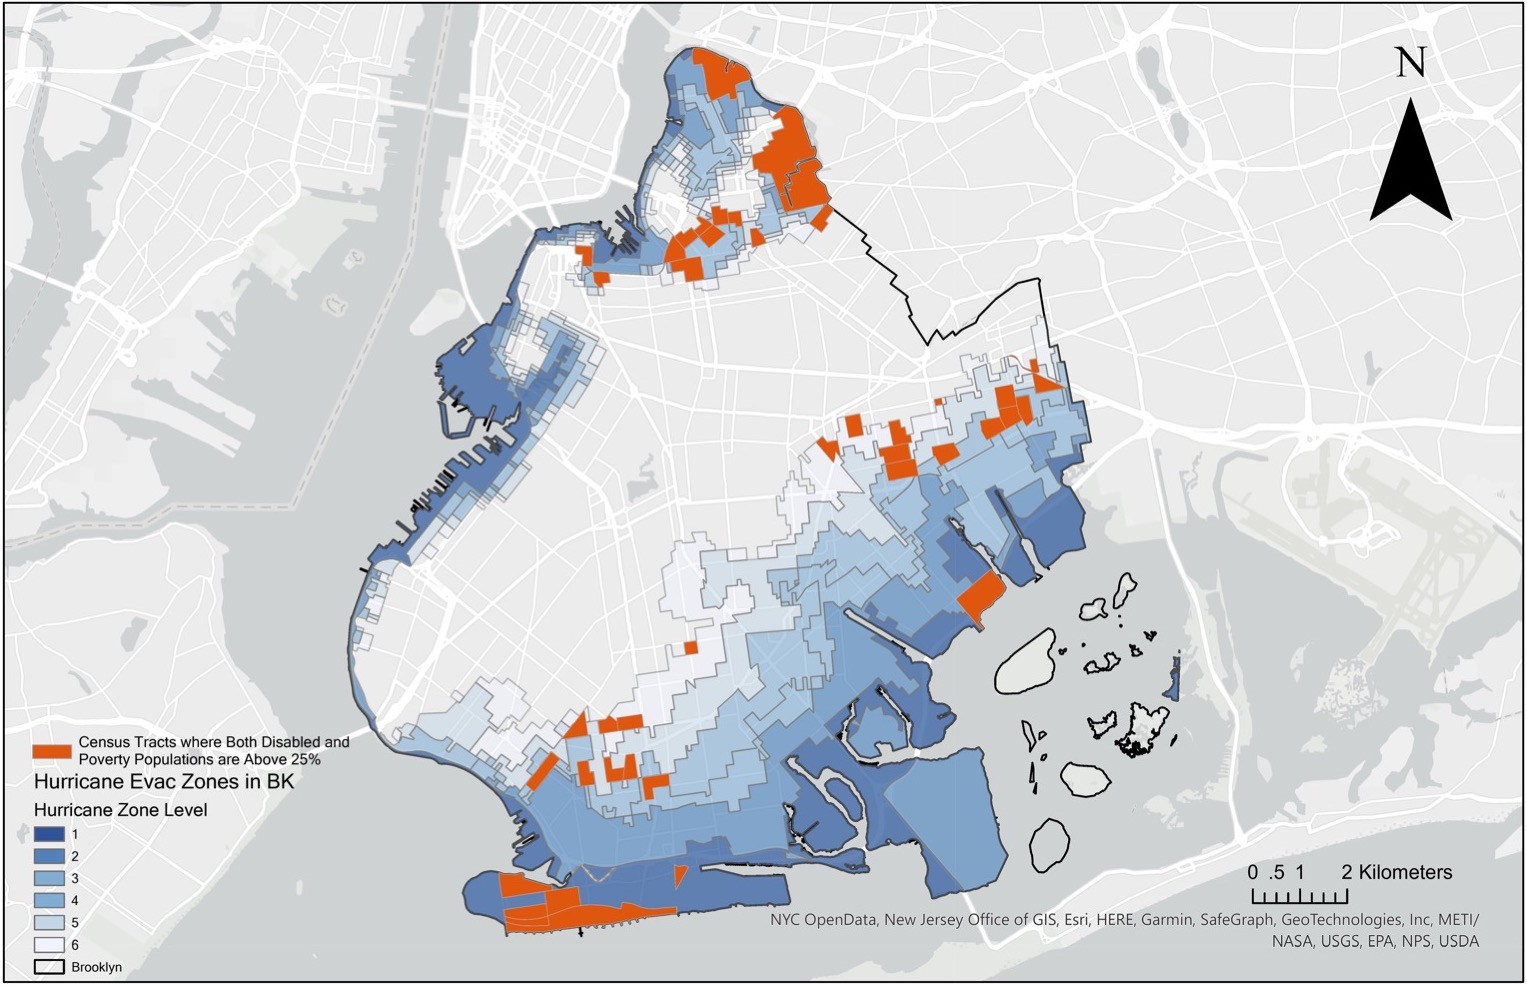 N
Census Tracts where Both Disabled and
Poverty Populations are Above 25%
Hurricane Evac Zones in BK
Hurricane Zone Level
1
2
3
4
5
6
Brooklyn
0 .5 1 2 Kilometers
NYC OpenData, New Jersey Office of GIS, Esri, HERE, Garmin, SafeGraph, GeoTechnologies, Inc, METI/
NASA, USGS, EPA, NPS, USDA